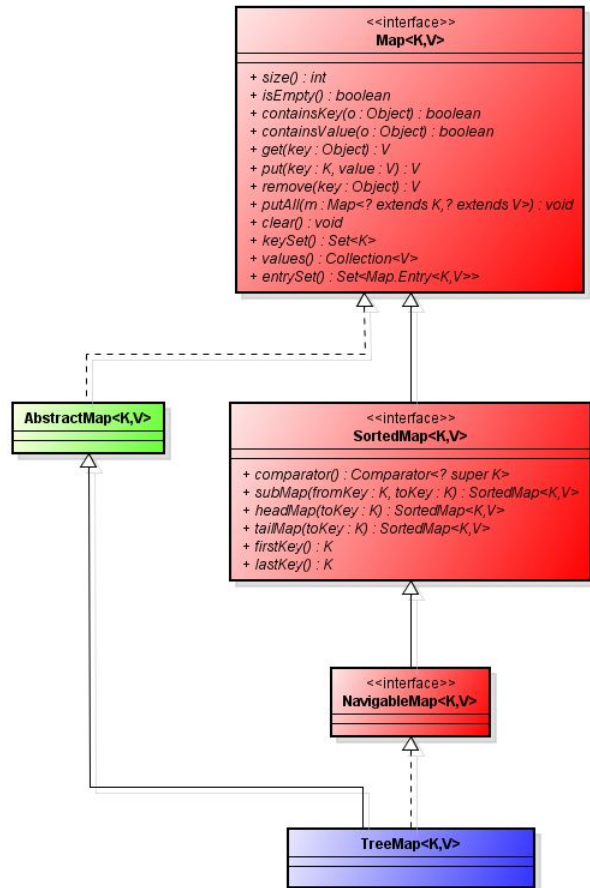 <<interface>>
Map<K,V>
+ size() : int
+ isEmpty() : boolean
+ containsKey(o : Object) : boolean
+ containsValue(o : Object) : boolean
+ get(key : Object) : V
+ put(key : K, value : V) : V
+ remove(key : Object) : V
+ putAll(m : Map<? extends K,? extends V>) : void
+ clear() : void
+ keySet() : Set<K>
+ values() : Collection<V>
+ entrySet() : Set<Map.Entry<K,V>>
AbstractMap<K,V>
<<interface>>
SortedMap<K,V>
+ comparator() : Comparator<? super K>
+ subMap(fromKey : K, toKey : K) : SortedMap<K,V>
+ headMap(toKey : K) : SortedMap<K,V>
+ tailMap(toKey : K) : SortedMap<K,V>
+ firstKey() : K
+ lastKey() : K
<<interface>>
NavigableMap<K,V>
TreeMap<K,V>